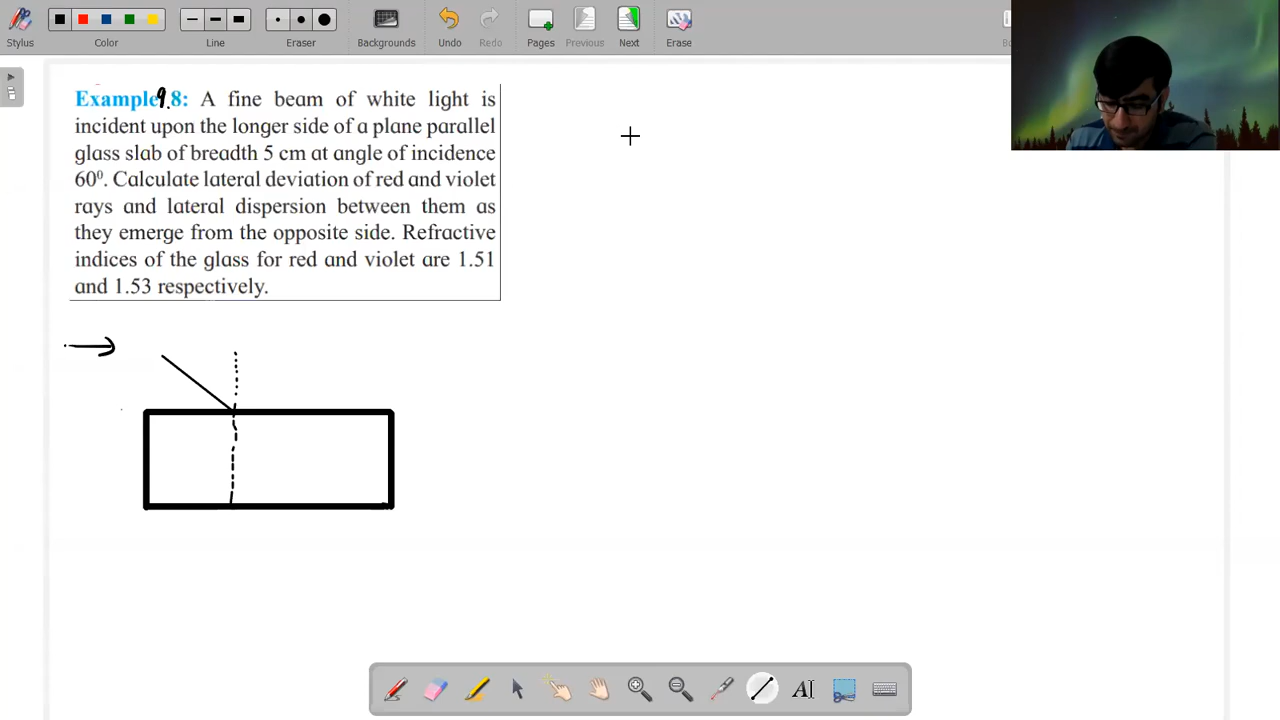 Stylus
Color
Line
Eraser
Backgrounds
Undo
Redo
Pages
Previous
Next
Erase
Example 9.8: A fine beam of white light is
incident upon the longer side of a plane parallel
glass slab of breadth 5 cm at angle of incidence
60⁰. Calculate lateral deviation of red and violet
rays and lateral dispersion between them as
they emerge from the opposite side. Refractive
indices of the glass for red and violet are 1.51
and 1.53 respectively.